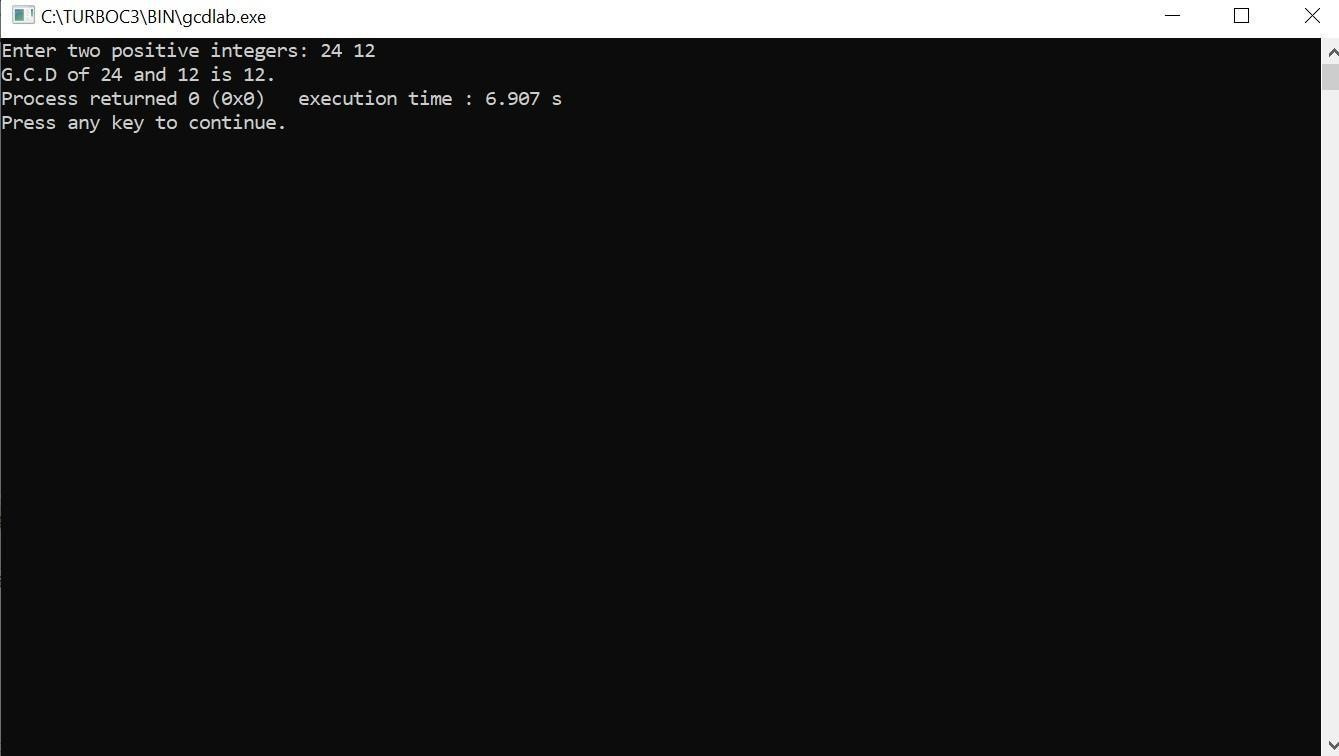 C:\TURBOC3\BIN\gcdlab.exe
Enter two positive integers: 24 12
G.C.D of 24 and 12 is 12.
Process returned 0 (0x0)   execution time : 6.907 s
Press any key to continue.